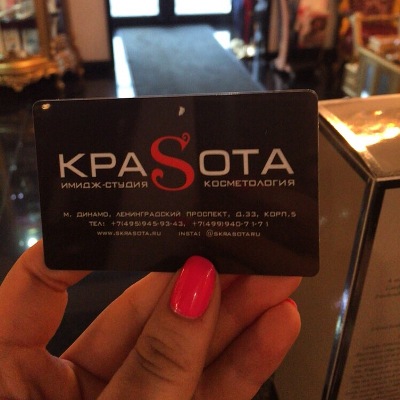 КРАSОТА
ИМИДЖ-СТУДИЯ КОСМЕТОЛОГИЯ
М. ДИНАМО, ЛЕНИНГРАДСКИЙ ПРОСПЕКТ, Д.33, КОРП.5
ТЕЛ: +7(495)945-93-43, +7(499)940-71-71
WWW.SKRASOTA.RU INSTA: @SKRASOTARU